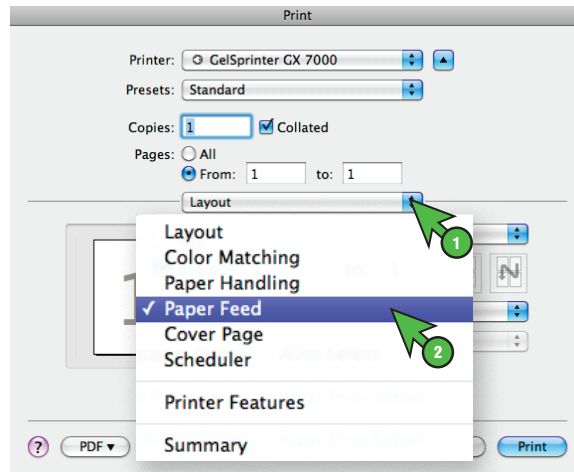 Print
Printer: GelSprinter GX 7000
Presets: Standard
Copies: 1 ✓ Collated
Pages: All
From: 1 to: 1
Layout
1
Layout
Color Matching
Paper Handling
✓ Paper Feed
2
Cover Page
Scheduler
Printer Features
Summary
? PDF▼ Print